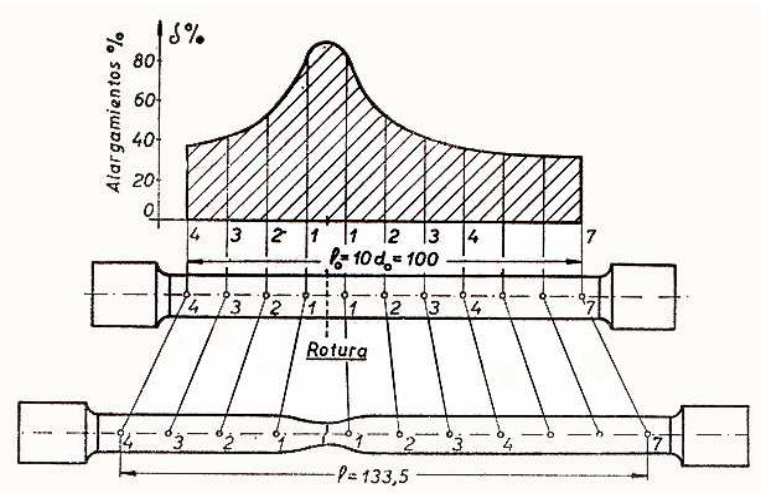 δ%
Alargamientos %
80
60
40
20
0
4 3 2 1 1 2 3 4 7
l₀=10d₀=100
4 3 2 1 1 2 3 4 7
Rotura
4 3 2 1 1 2 3 4 7
l=133,5